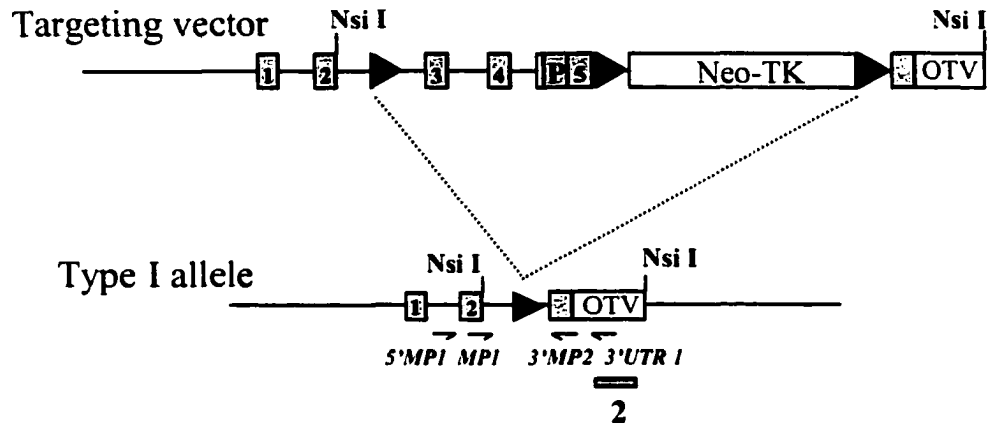 Targeting vector
Nsi I
Nsi I
1
2
3
4
P
5
Neo-TK
OTV
Type I allele
Nsi I
Nsi I
1
2
OTV
5'MP1 MP1 3'MP2 3'UTR 1
2